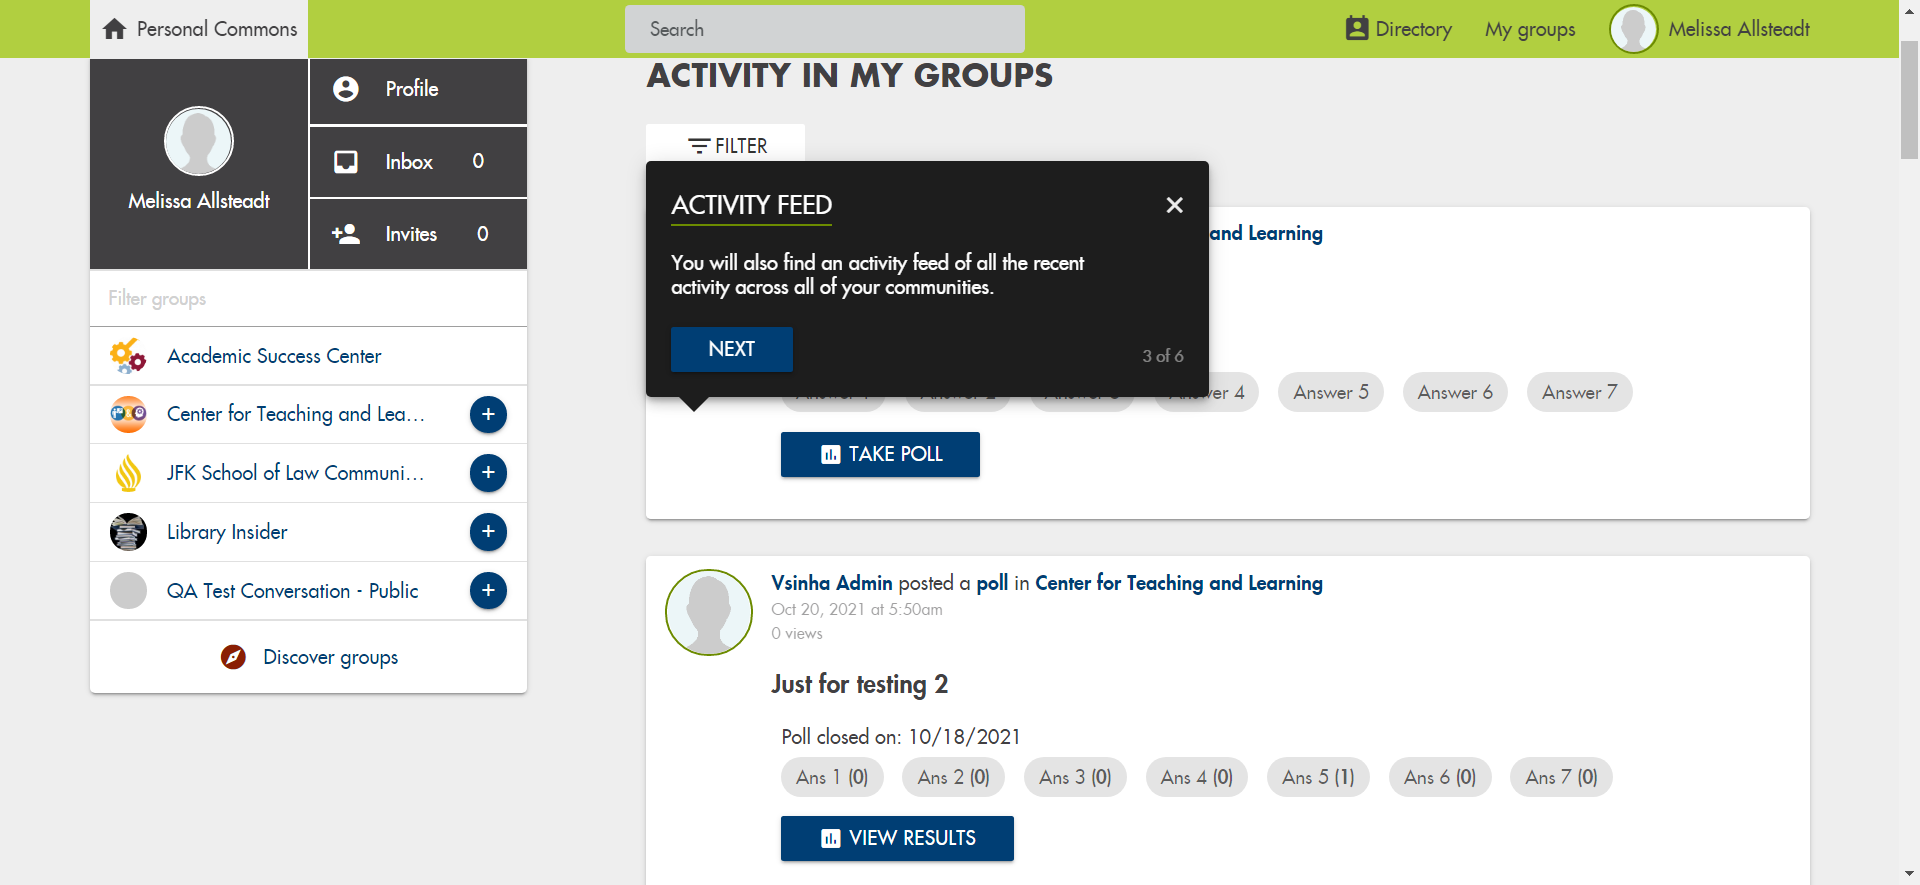 Personal Commons
Search
Directory
My groups
Melissa Allsteadt
Melissa Allsteadt
Profile
Inbox 0
Invites 0
Filter groups
Academic Success Center
Center for Teaching and Lea...
JFK School of Law Communi...
Library Insider
QA Test Conversation - Public
Discover groups
ACTIVITY IN MY GROUPS
FILTER
ACTIVITY FEED
You will also find an activity feed of all the recent
activity across all of your communities.
NEXT
3 of 6
and Learning
Answer 5
Answer 6
Answer 7
TAKE POLL
Vsinha Admin posted a poll in Center for Teaching and Learning
Oct 20, 2021 at 5:50am
0 views
Just for testing 2
Poll closed on: 10/18/2021
Ans 1 (0)
Ans 2 (0)
Ans 3 (0)
Ans 4 (0)
Ans 5 (1)
Ans 6 (0)
Ans 7 (0)
VIEW RESULTS